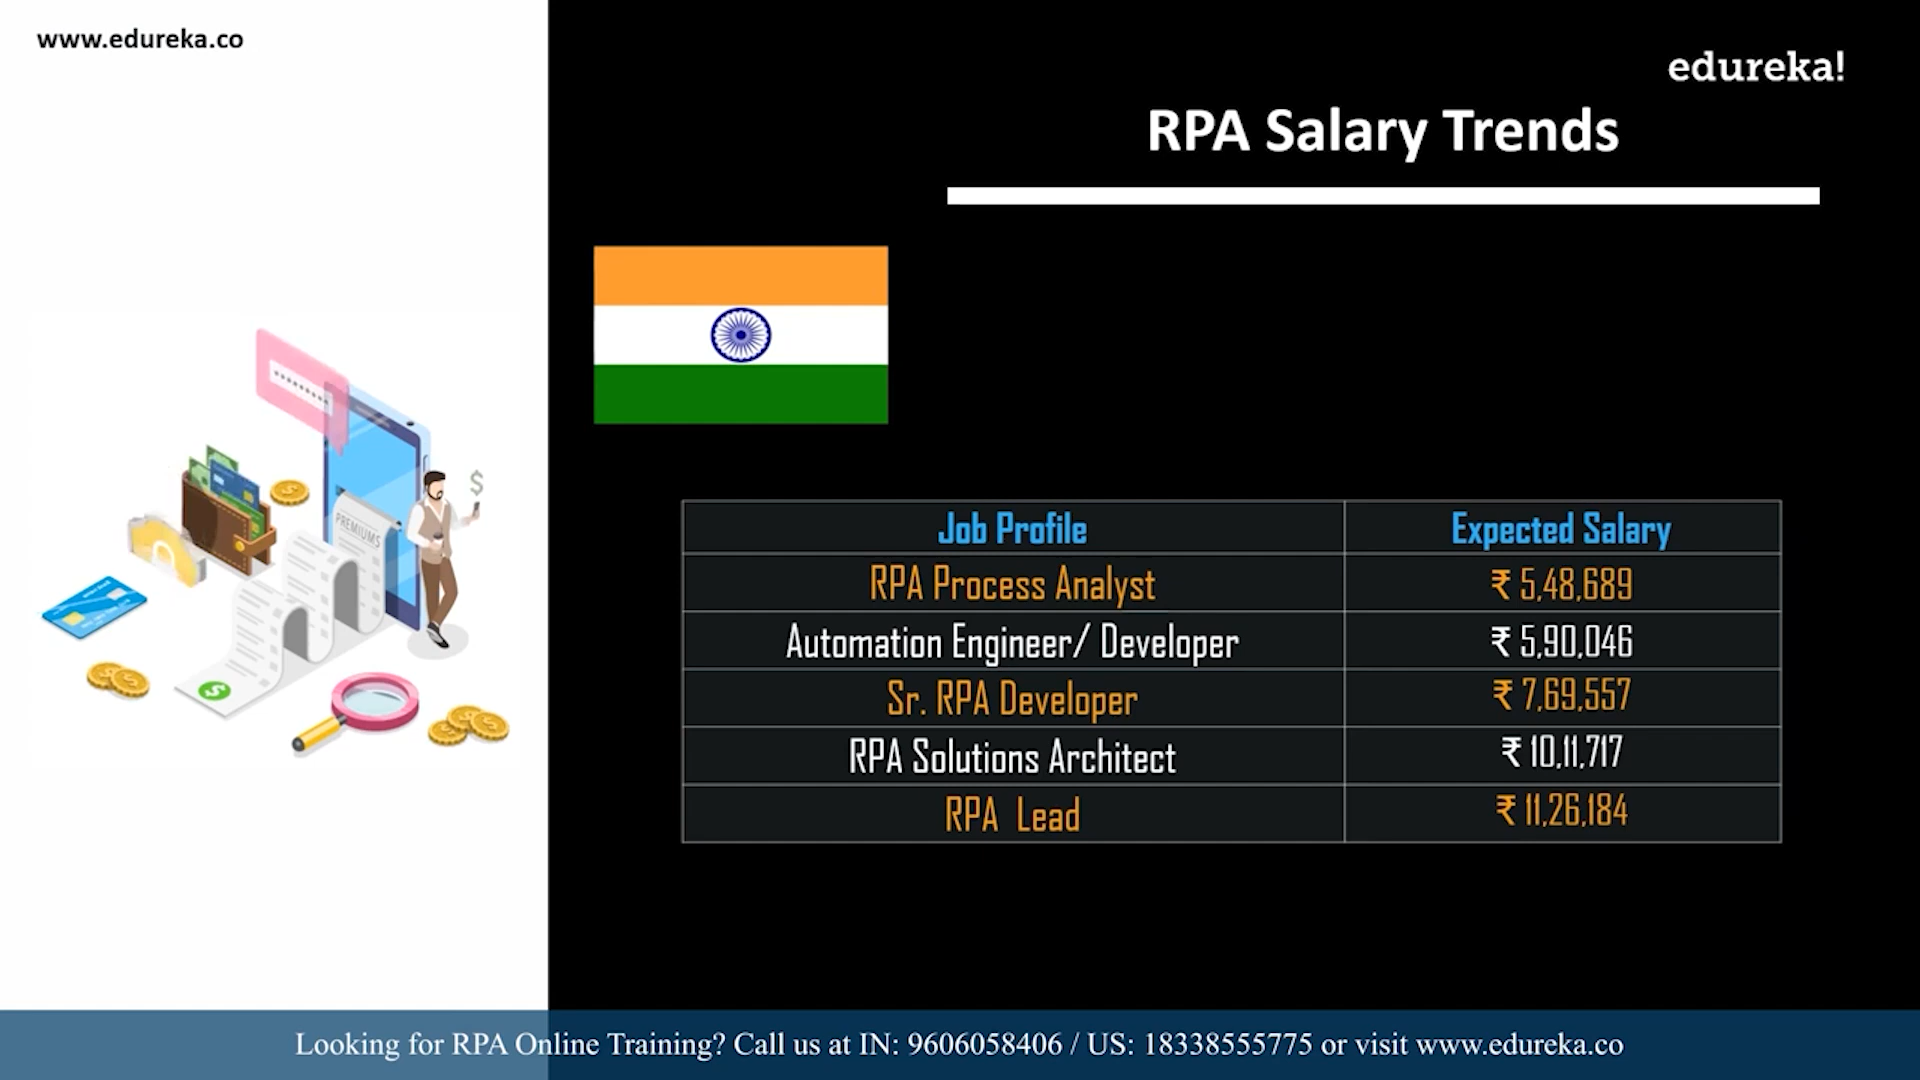 www.edureka.co
edureka!
RPA Salary Trends
PREMIUMS
Job Profile Expected Salary
RPA Process Analyst ₹ 5,48,689
Automation Engineer/ Developer ₹ 5,90,046
Sr. RPA Developer ₹ 7,69,557
RPA Solutions Architect ₹ 10,11,717
RPA Lead ₹ 11,26,184
Looking for RPA Online Training? Call us at IN: 9606058406 / US: 18338555775 or visit www.edureka.co